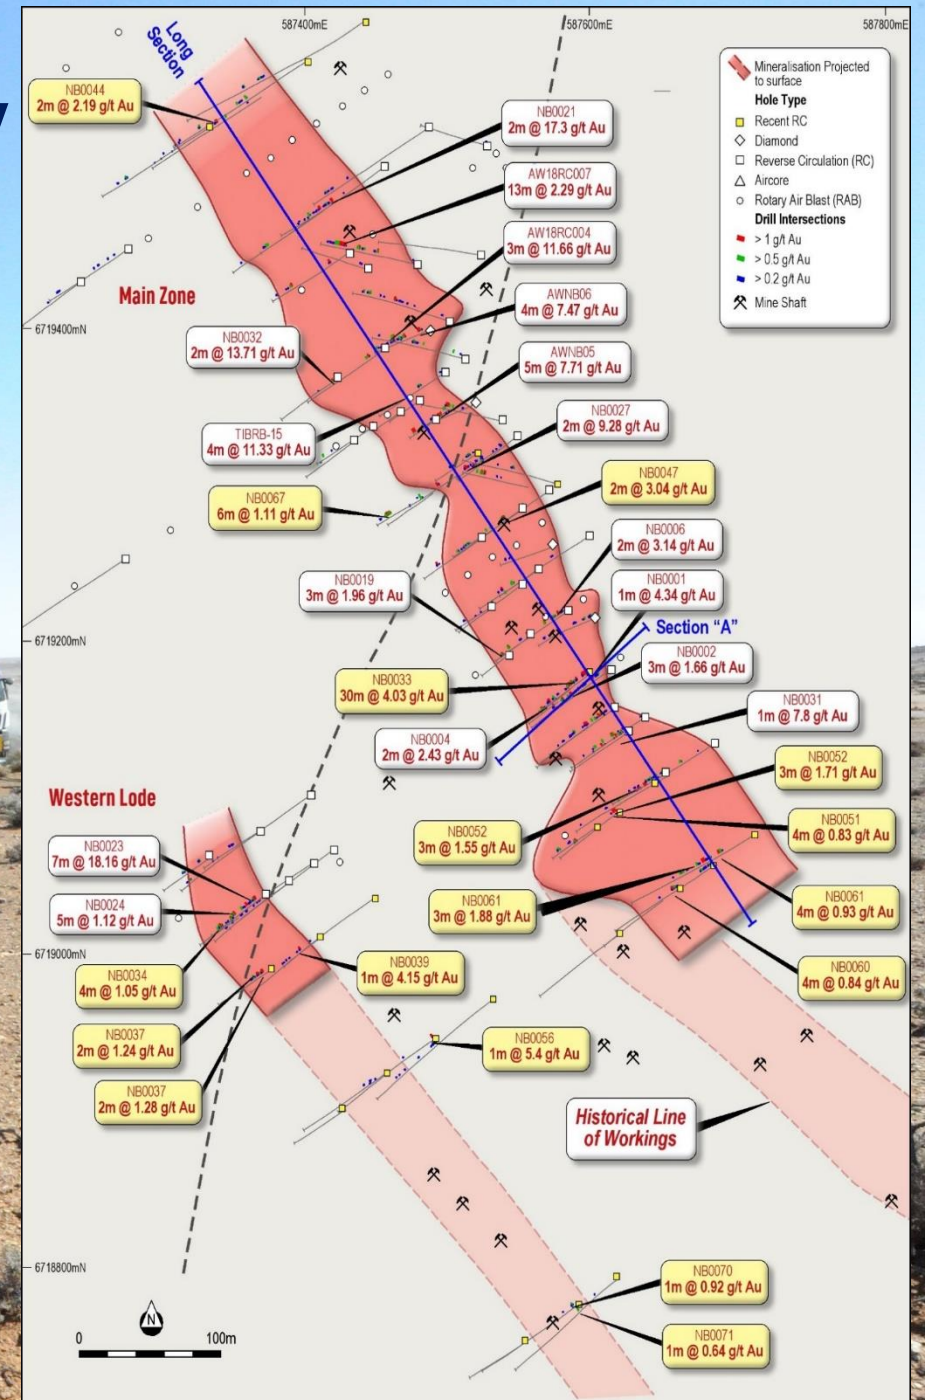 587400mE
587600mE
587800mE
Long
Section
NB0044
2m @ 2.19 g/t Au
NB0021
2m @ 17.3 g/t Au
AW18RC007
13m @ 2.29 g/t Au
AW18RC004
3m @ 11.66 g/t Au
Main Zone
AWNB06
4m @ 7.47 g/t Au
6719400mN
NB0032
2m @ 13.71 g/t Au
AWNB05
5m @ 7.71 g/t Au
NB0027
2m @ 9.28 g/t Au
TIBRB-15
4m @ 11.33 g/t Au
NB0047
2m @ 3.04 g/t Au
NB0067
6m @ 1.11 g/t Au
NB0006
2m @ 3.14 g/t Au
NB0019
3m @ 1.96 g/t Au
NB0001
1m @ 4.34 g/t Au
6719200mN
Section “A”
NB0002
3m @ 1.66 g/t Au
NB0033
30m @ 4.03 g/t Au
NB0031
1m @ 7.8 g/t Au
NB0004
2m @ 2.43 g/t Au
NB0052
3m @ 1.71 g/t Au
Western Lode
NB0051
4m @ 0.83 g/t Au
NB0052
3m @ 1.55 g/t Au
NB0023
7m @ 18.16 g/t Au
NB0061
4m @ 0.93 g/t Au
NB0061
3m @ 1.88 g/t Au
NB0024
5m @ 1.12 g/t Au
6719000mN
NB0039
1m @ 4.15 g/t Au
NB0060
4m @ 0.84 g/t Au
NB0034
4m @ 1.05 g/t Au
NB0037
2m @ 1.24 g/t Au
NB0056
1m @ 5.4 g/t Au
NB0037
2m @ 1.28 g/t Au
Historical Line
of Workings
6718800mN
NB0070
1m @ 0.92 g/t Au
NB0071
1m @ 0.64 g/t Au
N
0 100m
Mineralisation Projected
to surface
Hole Type
Recent RC
Diamond
Reverse Circulation (RC)
Aircore
Rotary Air Blast (RAB)
Drill Intersections
> 1 g/t Au
> 0.5 g/t Au
> 0.2 g/t Au
Mine Shaft